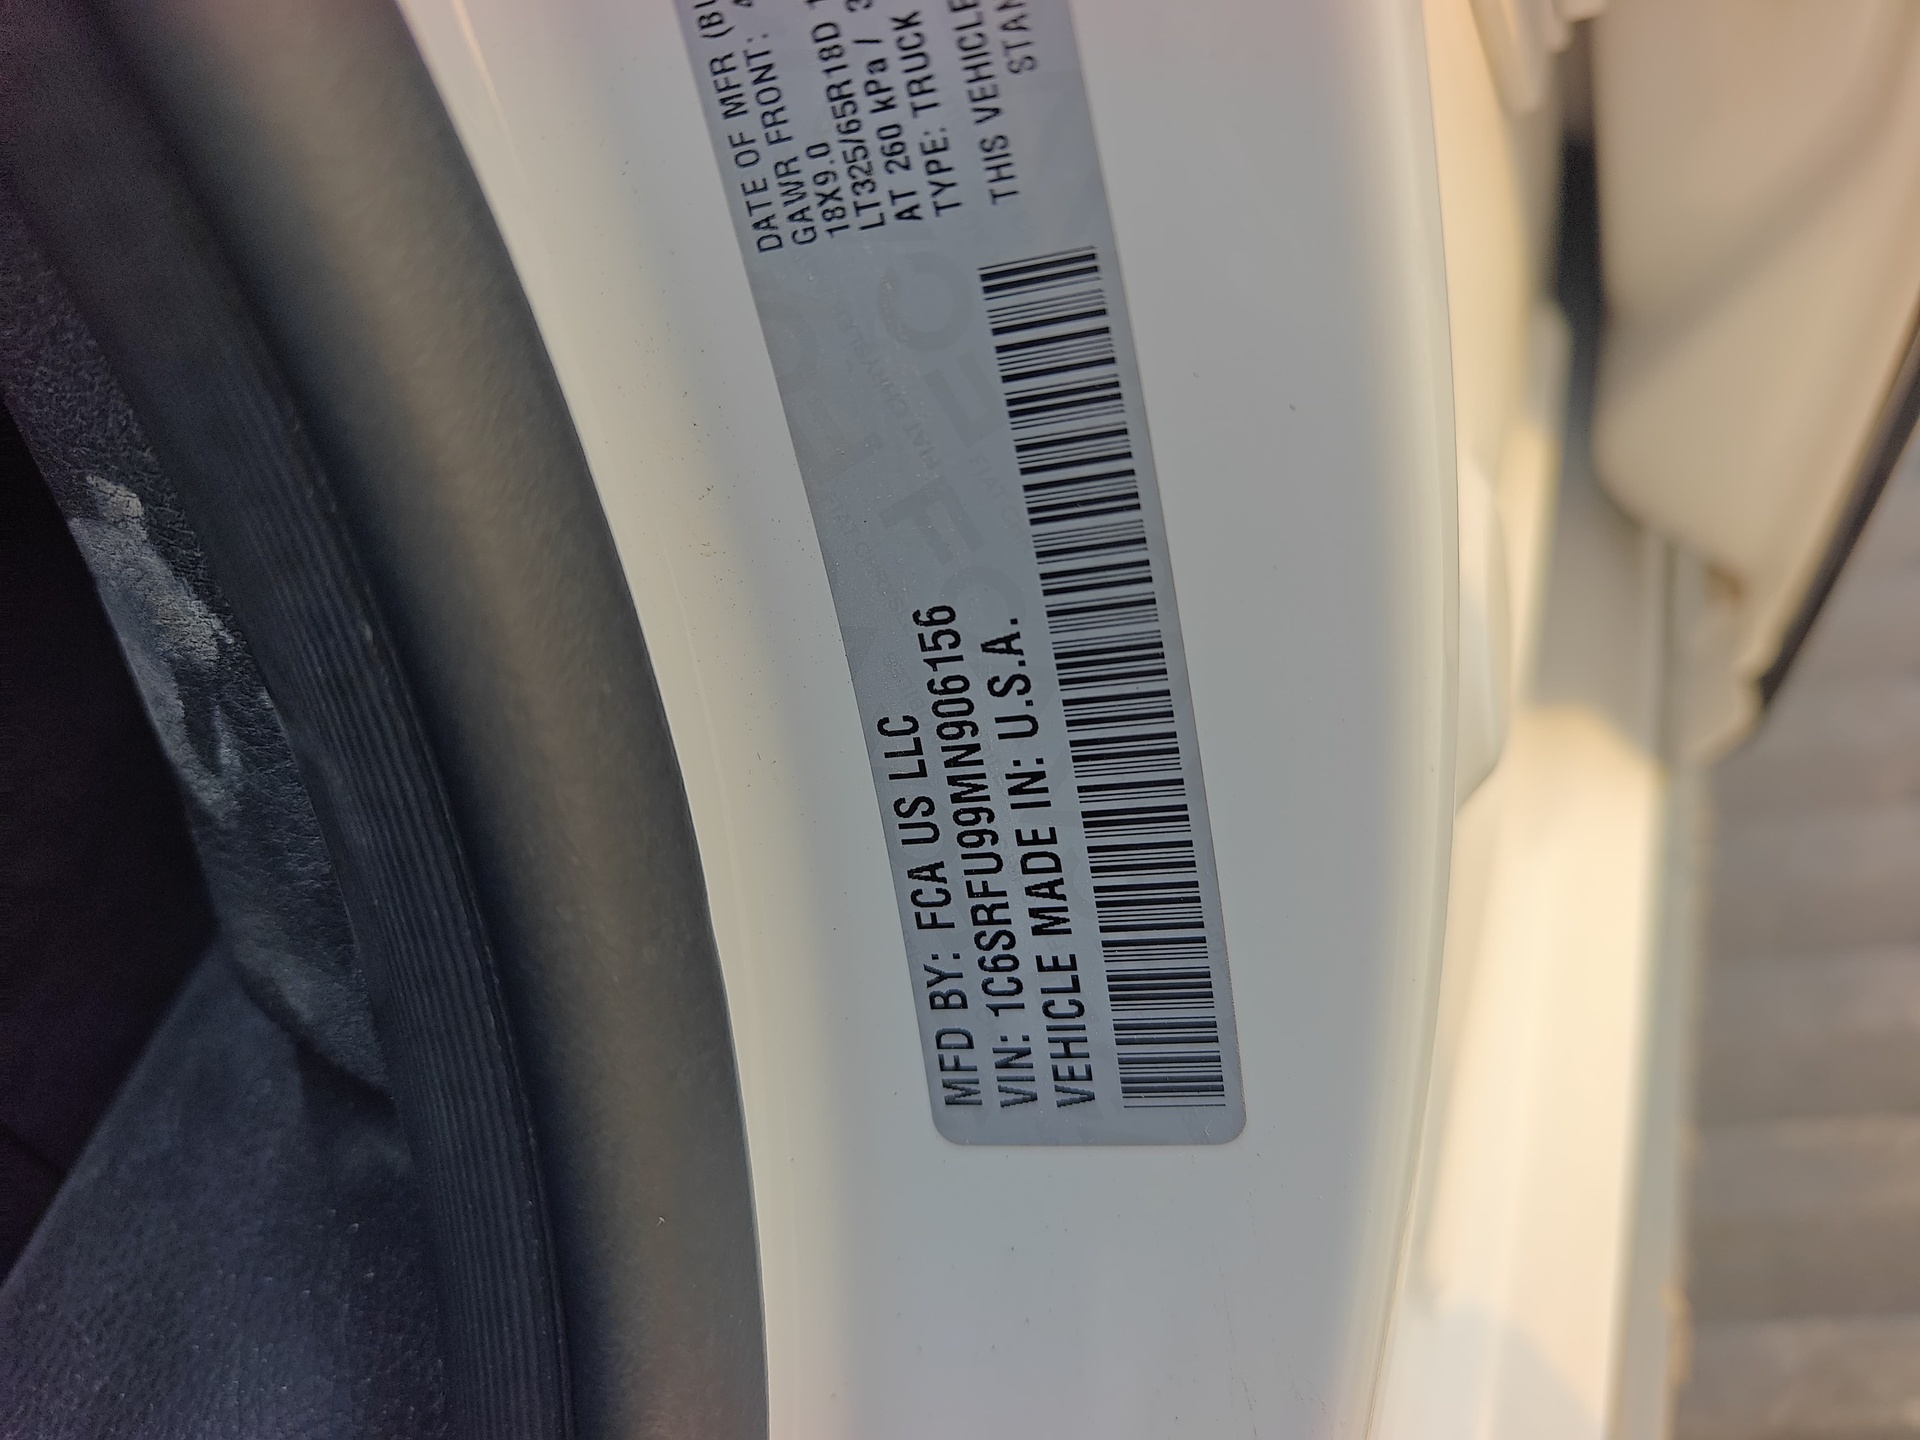 MFD BY: FCA US LLC
VIN: 1C6SRFU99MN906156
VEHICLE MADE IN: U.S.A.
DATE OF MFR
GAWR FRONT:
18X9.0
LT325/65R18D
AT 260 kPa /
TYPE: TRUCK
THIS VEHICLE